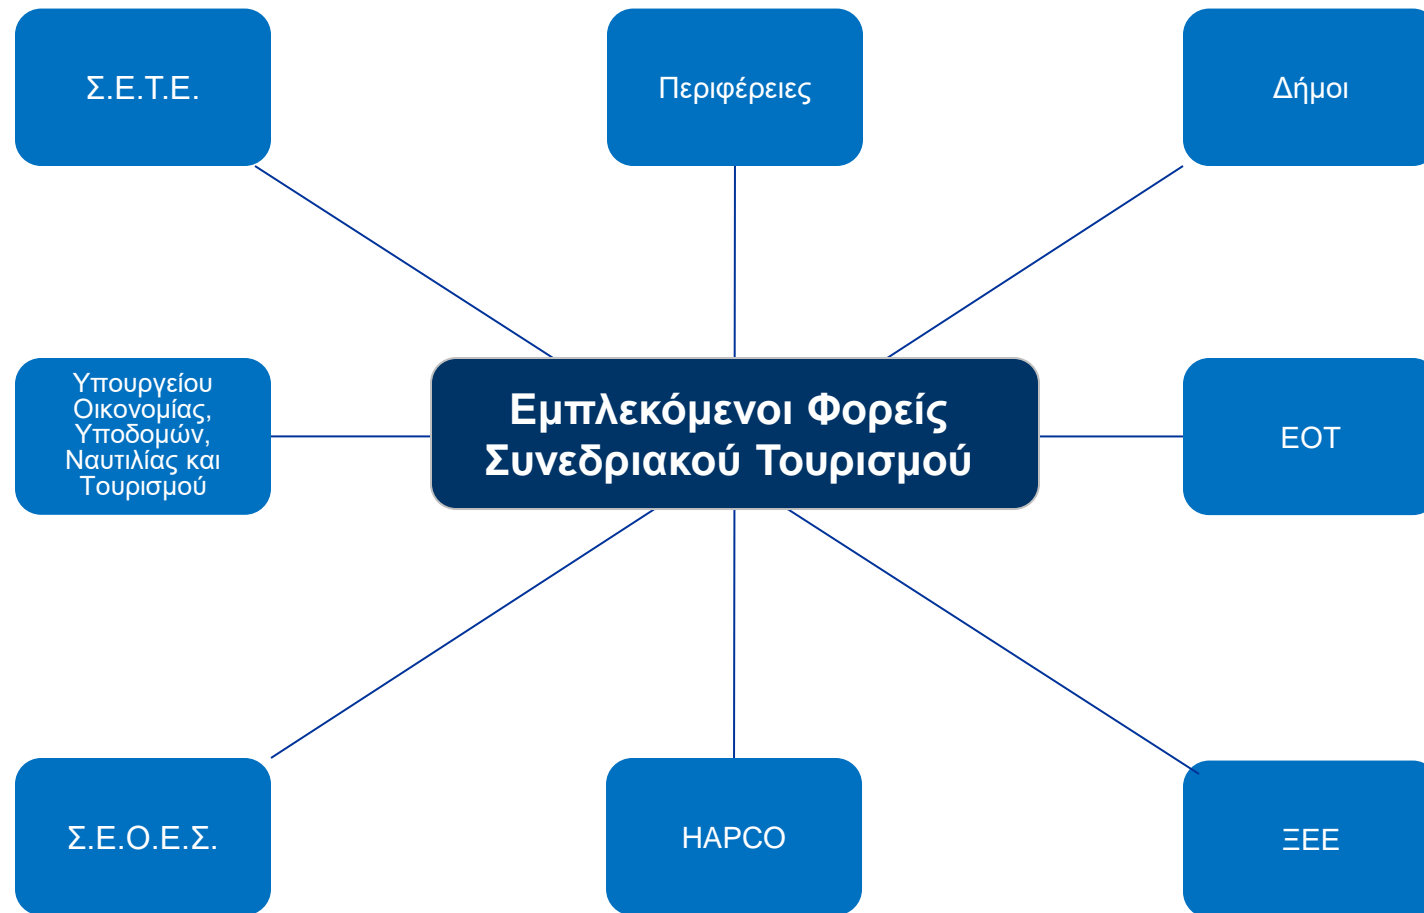 Σ.Ε.Τ.Ε.
Περιφέρειες
Δήμοι
Υπουργείου
Οικονομίας,
Υποδομών,
Ναυτιλίας και
Τουρισμού
Εμπλεκόμενοι Φορείς
Συνεδριακού Τουρισμού
ΕΟΤ
Σ.Ε.Ο.Ε.Σ.
HAPCO
ΞΕΕ